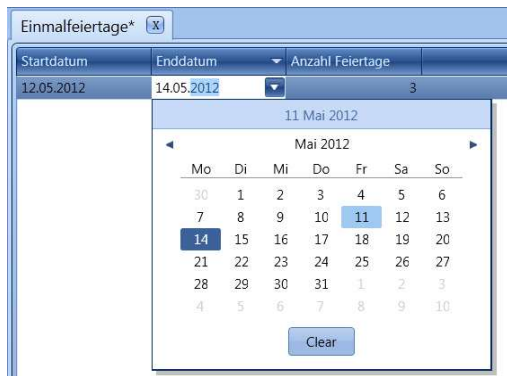 Einmalfeiertage* X
Startdatum Enddatum Anzahl Feiertage
12.05.2012 14.05.2012 3
11 Mai 2012
Mai 2012
Mo Di Mi Do Fr Sa So
30 1 2 3 4 5 6
7 8 9 10 11 12 13
14 15 16 17 18 19 20
21 22 23 24 25 26 27
28 29 30 31 1 2 3
4 5 6 7 8 9 10
Clear